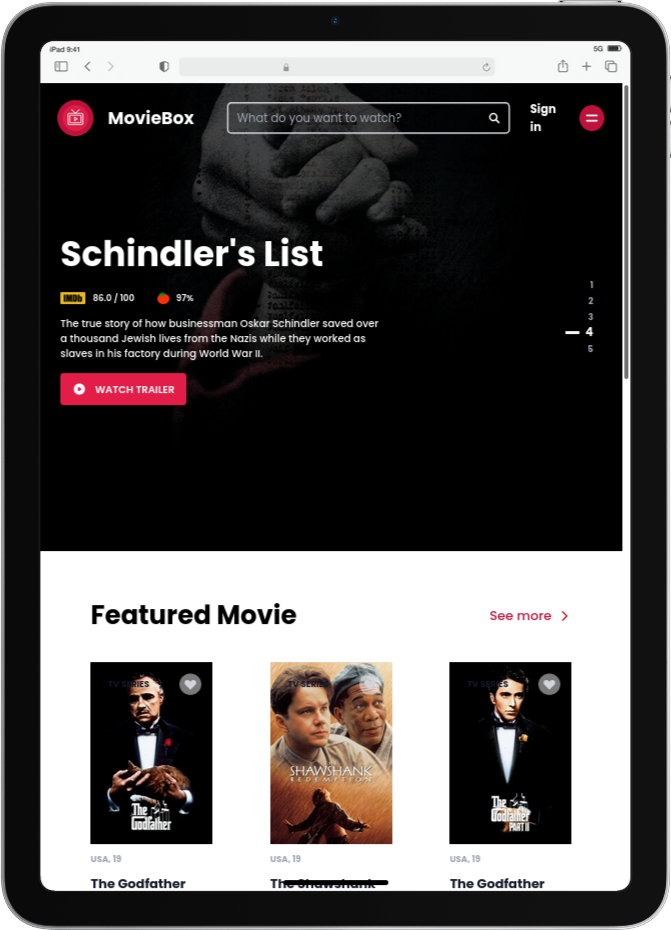 iPad 9:41
5G
MovieBox
What do you want to watch?
Sign
in
Schindler's List
IMDb 86.0 / 100 97%
The true story of how businessman Oskar Schindler saved over
a thousand Jewish lives from the Nazis while they worked as
slaves in his factory during World War II.
WATCH TRAILER
1
2
3
4
5
Featured Movie
See more
TV SERIES
The
Godfather
USA, 19
The Godfather
TV SERIES
SHAWSHANK
REDEMPTION
USA, 19
The Shawshank
TV SERIES
The
Godfather
PART II
USA, 19
The Godfather